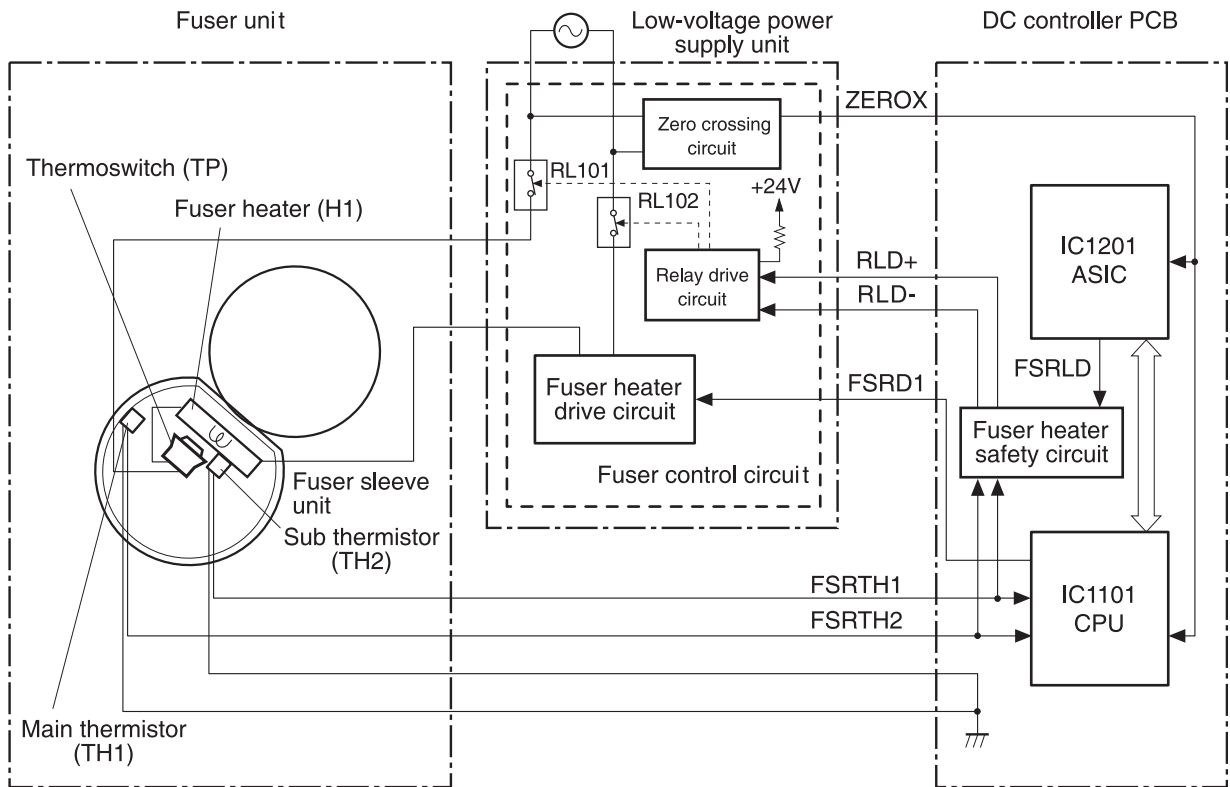 Fuser unit
Low-voltage power
supply unit
DC controller PCB
ZEROX
Zero crossing
circuit
Thermoswitch (TP)
RL101
+24V
Fuser heater (H1)
RL102
IC1201
ASIC
Relay drive
circuit
RLD+
RLD-
FSRLD
Fuser heater
drive circuit
FSRD1
Fuser heater
safety circuit
Fuser control circuit
Fuser sleeve
unit
Sub thermistor
(TH2)
FSRTH1
FSRTH2
IC1101
CPU
Main thermistor
(TH1)